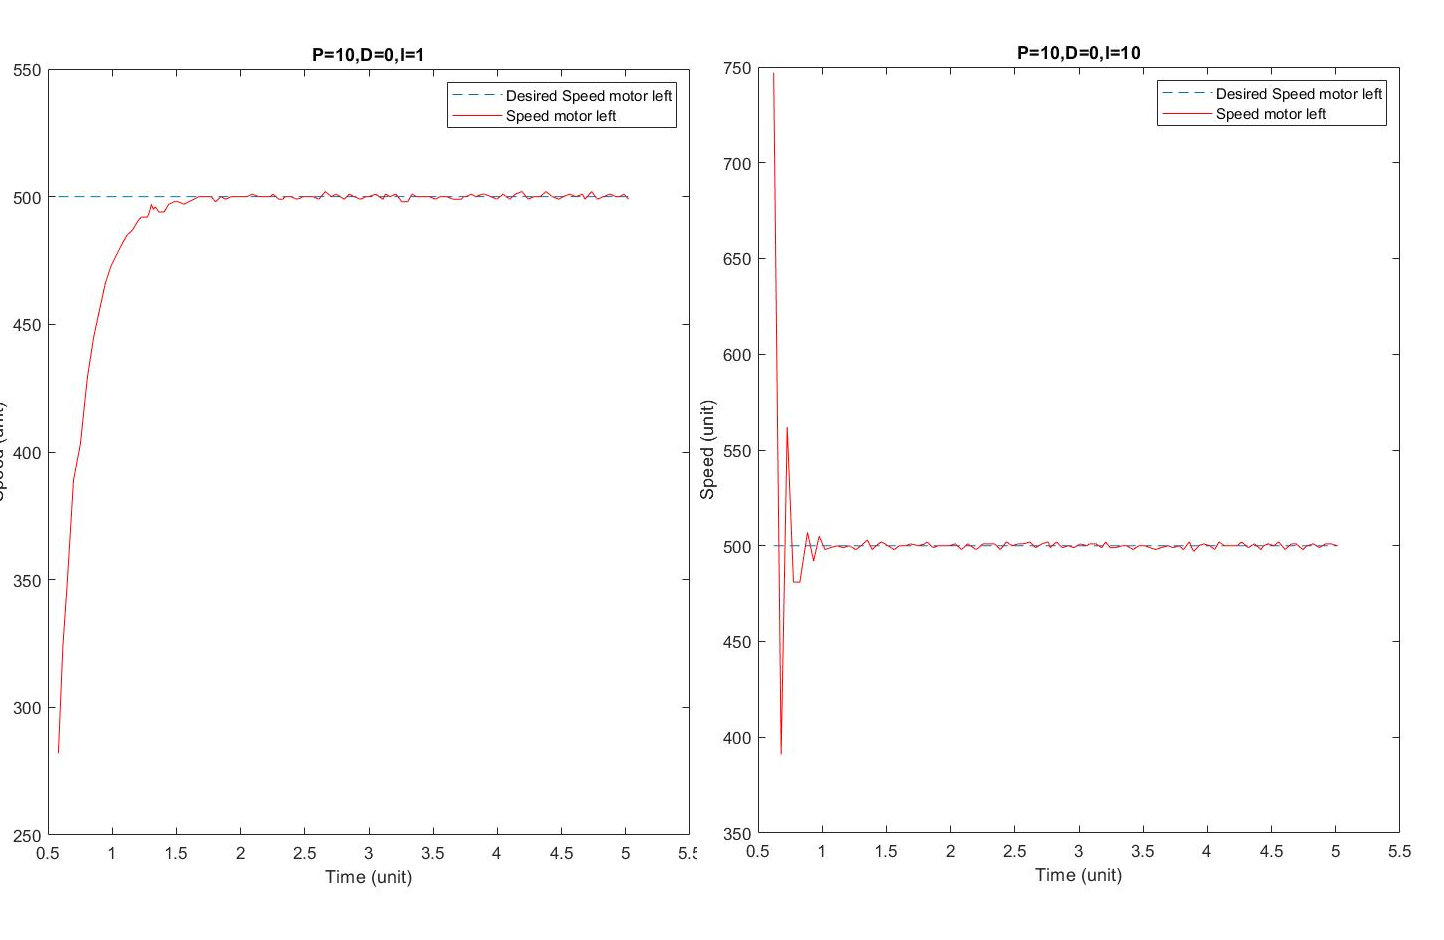 P=10,D=0,I=1
550
500
450
400
350
300
250
0.5 1 1.5 2 2.5 3 3.5 4 4.5 5
Time (unit)
Desired Speed motor left
Speed motor left
P=10,D=0,I=10
750
700
650
600
550
500
450
400
350
0.5 1 1.5 2 2.5 3 3.5 4 4.5 5 5.5
Time (unit)
Speed (unit)
Desired Speed motor left
Speed motor left